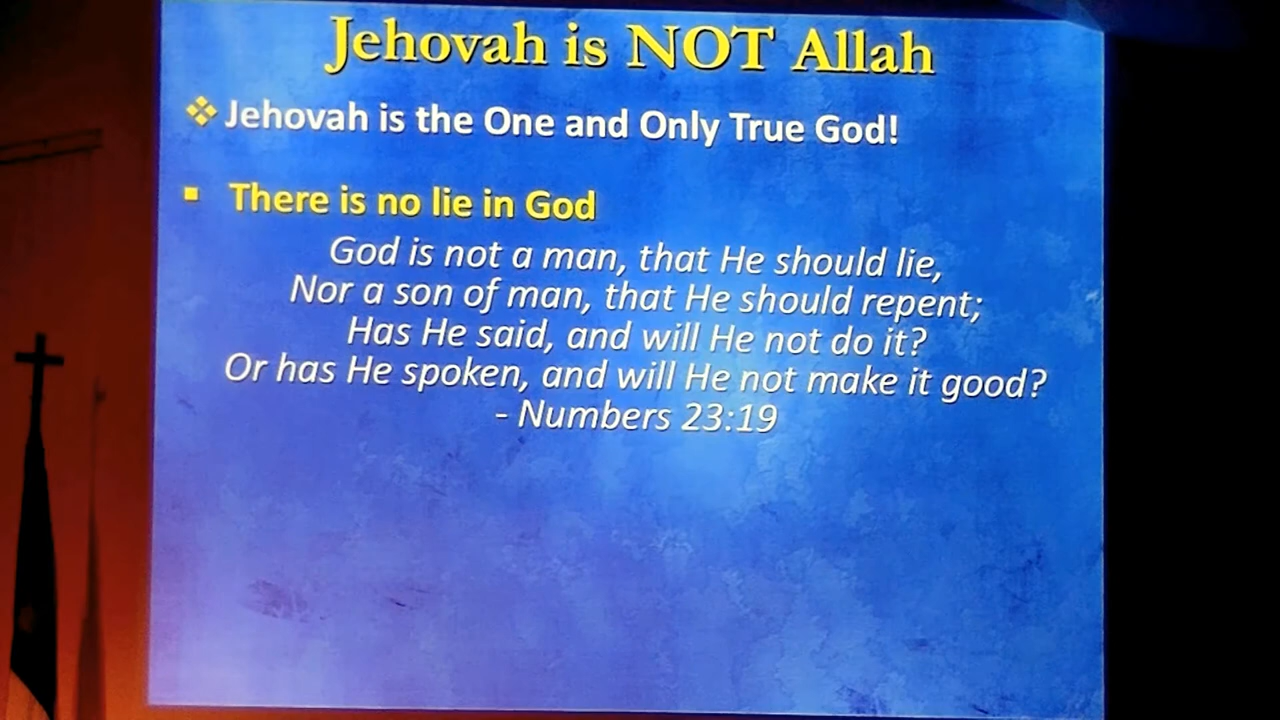 Jehovah is NOT Allah
❖ Jehovah is the One and Only True God!
▪ There is no lie in God
God is not a man, that He should lie,
Nor a son of man, that He should repent;
Has He said, and will He not do it?
Or has He spoken, and will He not make it good?
- Numbers 23:19